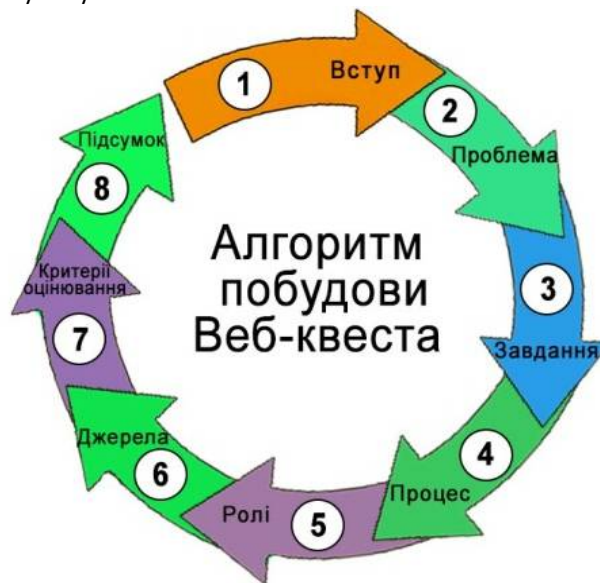 1
Вступ
2
Проблема
3
Завдання
4
Процес
5
Ролі
6
Джерела
7
Критерії
оцінювання
8
Підсумок
Алгоритм
побудови
Веб-квеста